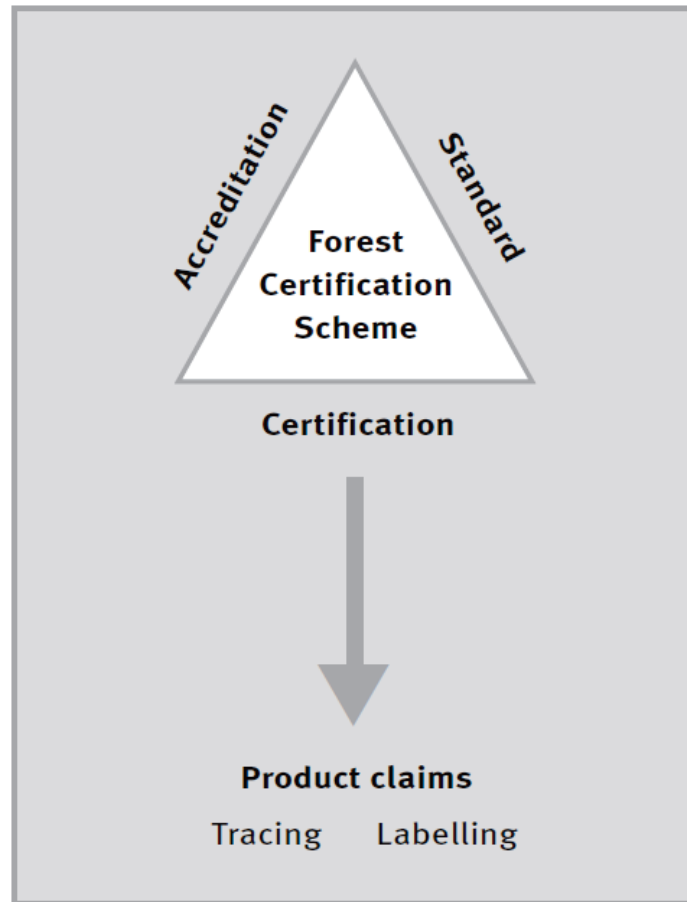 Accreditation
Standard
Forest
Certification
Scheme
Certification
Product claims
Tracing Labelling